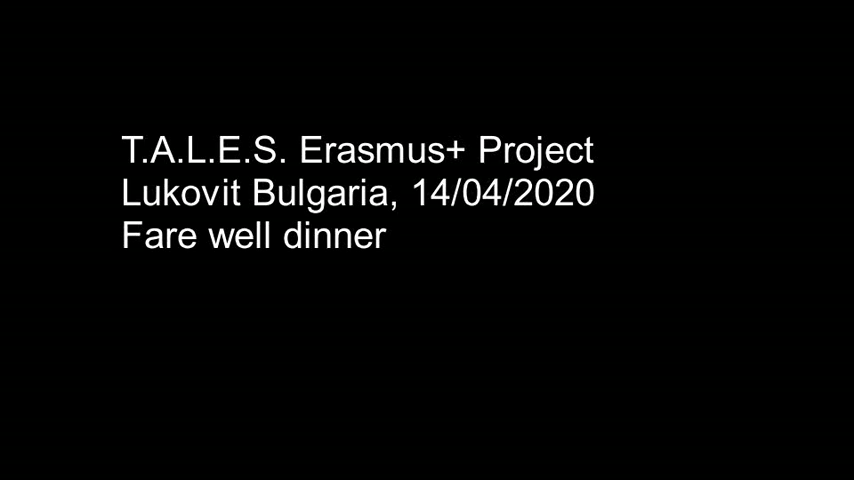 T.A.L.E.S. Erasmus+ Project
Lukovit Bulgaria, 14/04/2020
Fare well dinner